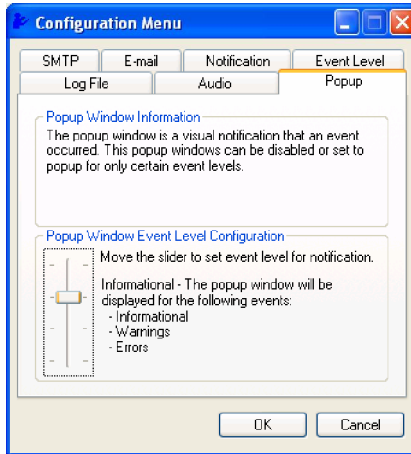 Configuration Menu
SMTP E-mail Notification Event Level
Log File Audio Popup
Popup Window Information
The popup window is a visual notification that an event
occurred. This popup windows can be disabled or set to
popup for only certain event levels.
Popup Window Event Level Configuration
Move the slider to set event level for notification.
Informational - The popup window will be
displayed for the following events:
- Informational
- Warnings
- Errors
OK Cancel